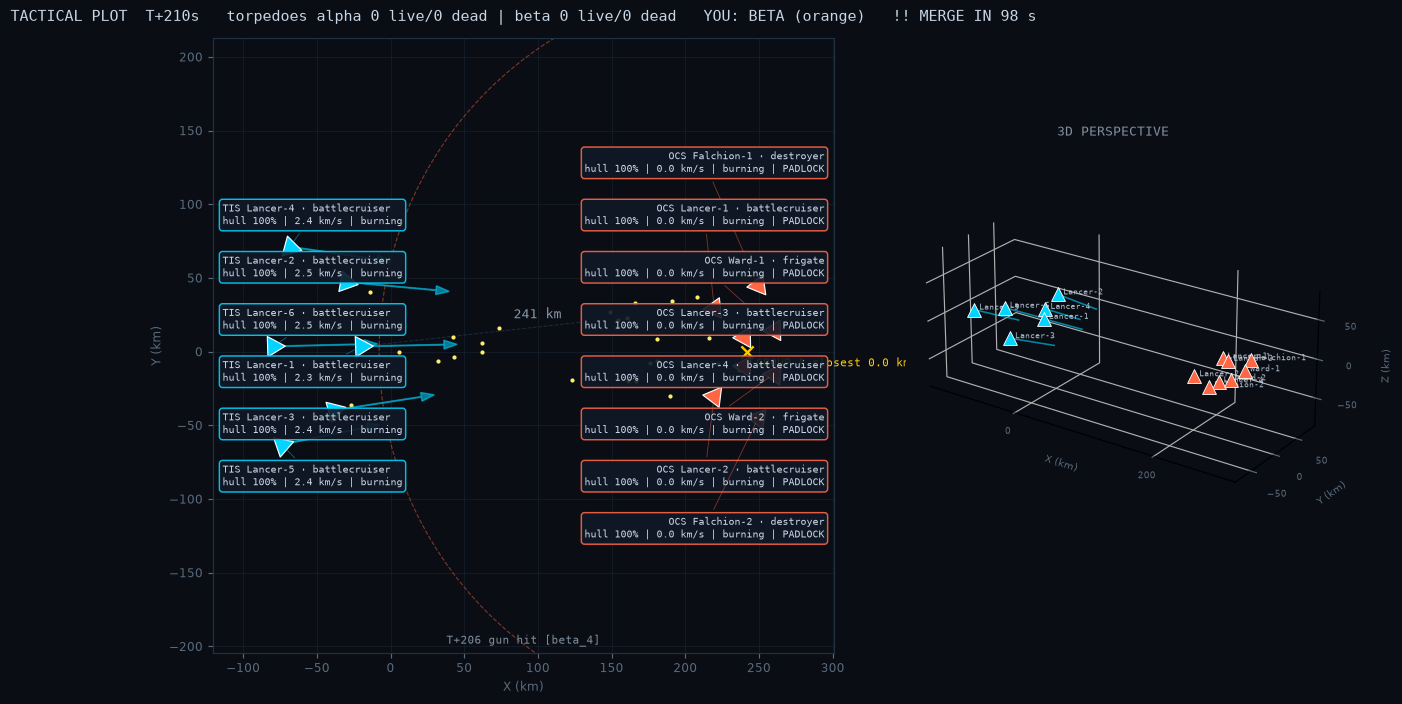 TACTICAL PLOT T+210s torpedoes alpha 0 live/0 dead | beta 0 live/0 dead YOU: BETA (orange) !! MERGE IN 98 s
200
150
100
50
0
−50
−100
−150
−200
Y (km)
−100
−50
0
50
100
150
200
250
300
X (km)
TIS Lancer-4 · battlecruiser
hull 100% | 2.4 km/s | burning
TIS Lancer-2 · battlecruiser
hull 100% | 2.5 km/s | burning
TIS Lancer-6 · battlecruiser
hull 100% | 2.5 km/s | burning
TIS Lancer-1 · battlecruiser
hull 100% | 2.3 km/s | burning
TIS Lancer-3 · battlecruiser
hull 100% | 2.4 km/s | burning
TIS Lancer-5 · battlecruiser
hull 100% | 2.4 km/s | burning
241 km
OCS Falchion-1 · destroyer
hull 100% | 0.0 km/s | burning | PADLOCK
OCS Lancer-1 · battlecruiser
hull 100% | 0.0 km/s | burning | PADLOCK
OCS Ward-1 · frigate
hull 100% | 0.0 km/s | burning | PADLOCK
OCS Lancer-3 · battlecruiser
hull 100% | 0.0 km/s | burning | PADLOCK
OCS Lancer-4 · battlecruiser
hull 100% | 0.0 km/s | burning | PADLOCK
OCS Ward-2 · frigate
hull 100% | 0.0 km/s | burning | PADLOCK
OCS Lancer-2 · battlecruiser
hull 100% | 0.0 km/s | burning | PADLOCK
OCS Falchion-2 · destroyer
hull 100% | 0.0 km/s | burning | PADLOCK
0.0
T+206 gun hit [beta_4]
3D PERSPECTIVE
Lancer-2
Lancer-4
Lancer-3
0
200
X (km)
−50
0
50
Y (km)
50
0
−50
Z (km)